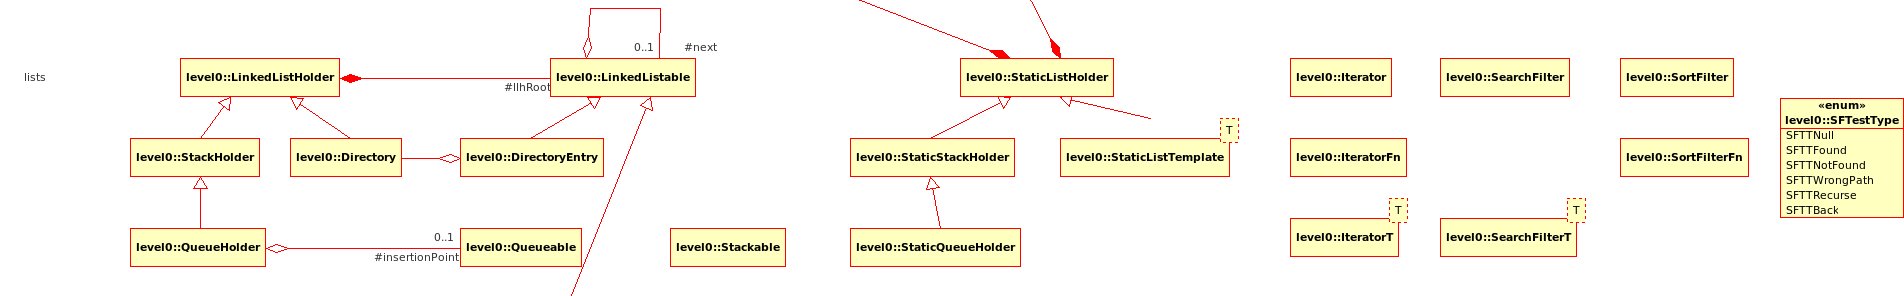 0..1
#next
lists
level0::LinkedListHolder
#llhRoot
level0::LinkedListable
level0::StaticListHolder
level0::Iterator
level0::SearchFilter
level0::SortFilter
«enum»
level0::SFTestType
SFTTNull
SFTTFound
SFTTNotFound
SFTTWrongPath
SFTTRecurse
SFTTBack
level0::StackHolder
level0::Directory
level0::DirectoryEntry
level0::StaticStackHolder
T
level0::StaticListTemplate
level0::IteratorFn
level0::SortFilterFn
level0::QueueHolder
0..1
#insertionPoint
level0::Queueable
level0::Stackable
level0::StaticQueueHolder
T
level0::IteratorT
T
level0::SearchFilterT